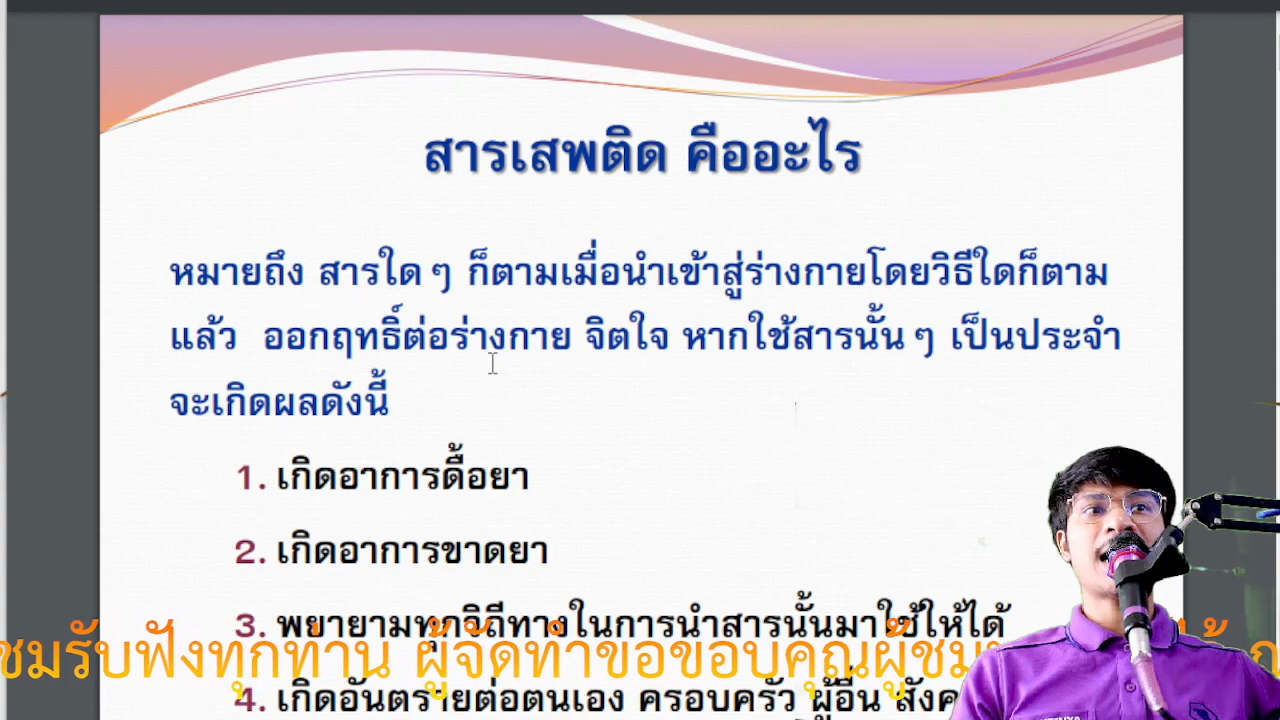 สารเสพติด คืออะไร
หมายถึง สารใด ๆ ก็ตามเมื่อนำเข้าสู่ร่างกายโดยวิธีใดก็ตาม
แล้ว ออกฤทธิ์ต่อร่างกาย จิตใจ หากใช้สารนั้น ๆ เป็นประจำ
จะเกิดผลดังนี้
1. เกิดอาการดื้อยา
2. เกิดอาการขาดยา
3. พยายามทุกวิถีทางในการนำสารนั้นมาใช้ให้ได้
ชมรับฟังทุกท่าน ผู้จัดทำขอขอบคุณผู้ชม
4. เกิดอันตรายต่อตนเอง ครอบครัว ผู้อื่น